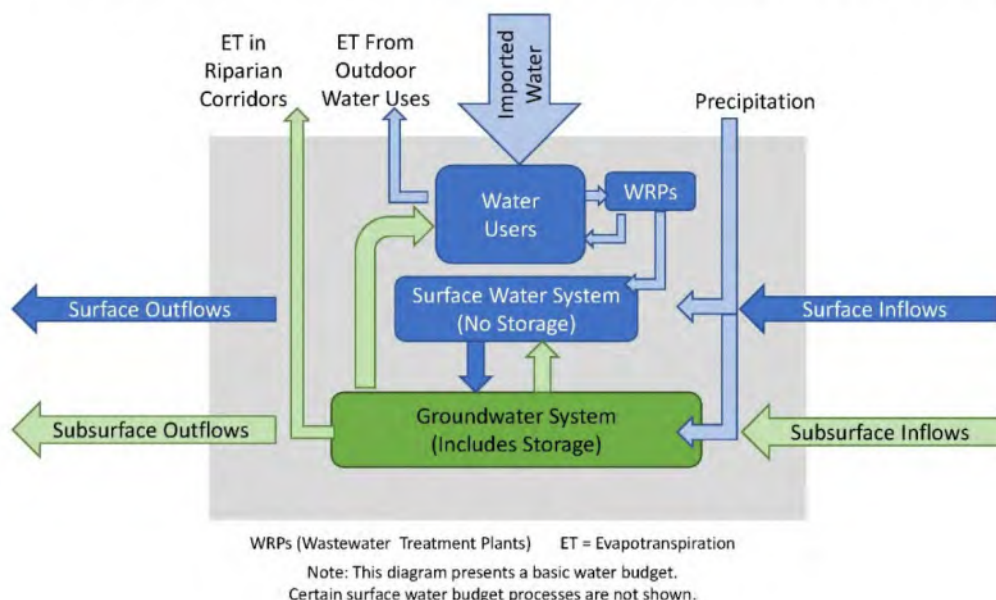 ET in
Riparian
Corridors
ET From
Outdoor
Water Uses
Imported
Water
Precipitation
Water
Users
WRPs
Surface Water System
(No Storage)
Surface Outflows
Surface Inflows
Groundwater System
(Includes Storage)
Subsurface Outflows
Subsurface Inflows
WRPs (Wastewater Treatment Plants) ET = Evapotranspiration
Note: This diagram presents a basic water budget.
Certain surface water budget processes are not shown.